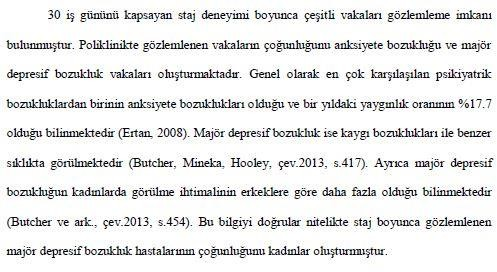 30 iş gününü kapsayan staj deneyimi boyunca çeşitli vakaları gözlemleme imkanı
bulunmuştur. Poliklinikte gözlemlenen vakaların çoğunluğunu anksiyete bozukluğu ve majör
depresif bozukluk vakaları oluşturmaktadır. Genel olarak en çok karşılaşılan psikiyatrik
bozukluklardan birinin anksiyete bozuklukları olduğu ve bir yıldaki yaygınlık oranının %17.7
olduğu bilinmektedir (Ertan, 2008). Majör depresif bozukluk ise kaygı bozuklukları ile benzer
sıklıkta görülmektedir (Butcher, Mineka, Hooley, çev.2013, s.417). Ayrıca majör depresif
bozukluğun kadınlarda görülme ihtimalinin erkeklere göre daha fazla olduğu bilinmektedir
(Butcher ve ark., çev.2013, s.454). Bu bilgiyi doğrular nitelikte staj boyunca gözlemlenen
majör depresif bozukluk hastalarının çoğunluğunu kadınlar oluşturmuştur.